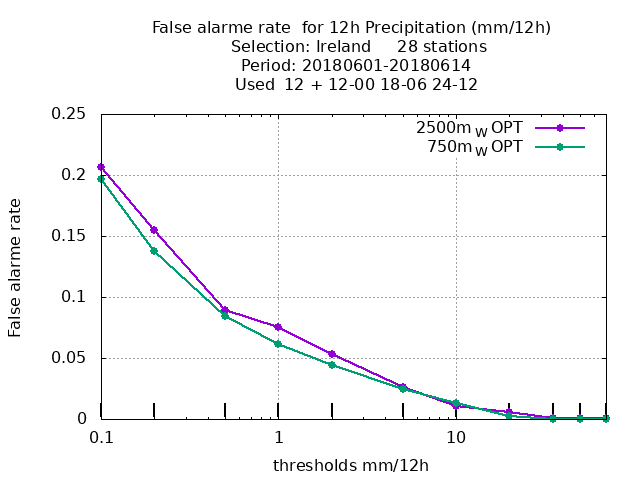 False alarme rate  for 12h Precipitation (mm/12h)
Selection: Ireland     28 stations
Period: 20180601-20180614
Used  12 + 12-00 18-06 24-12
2500m W OPT
750m W OPT
0.25
0.2
0.15
0.1
0.05
0
False alarme rate
0.1 1 10
thresholds mm/12h